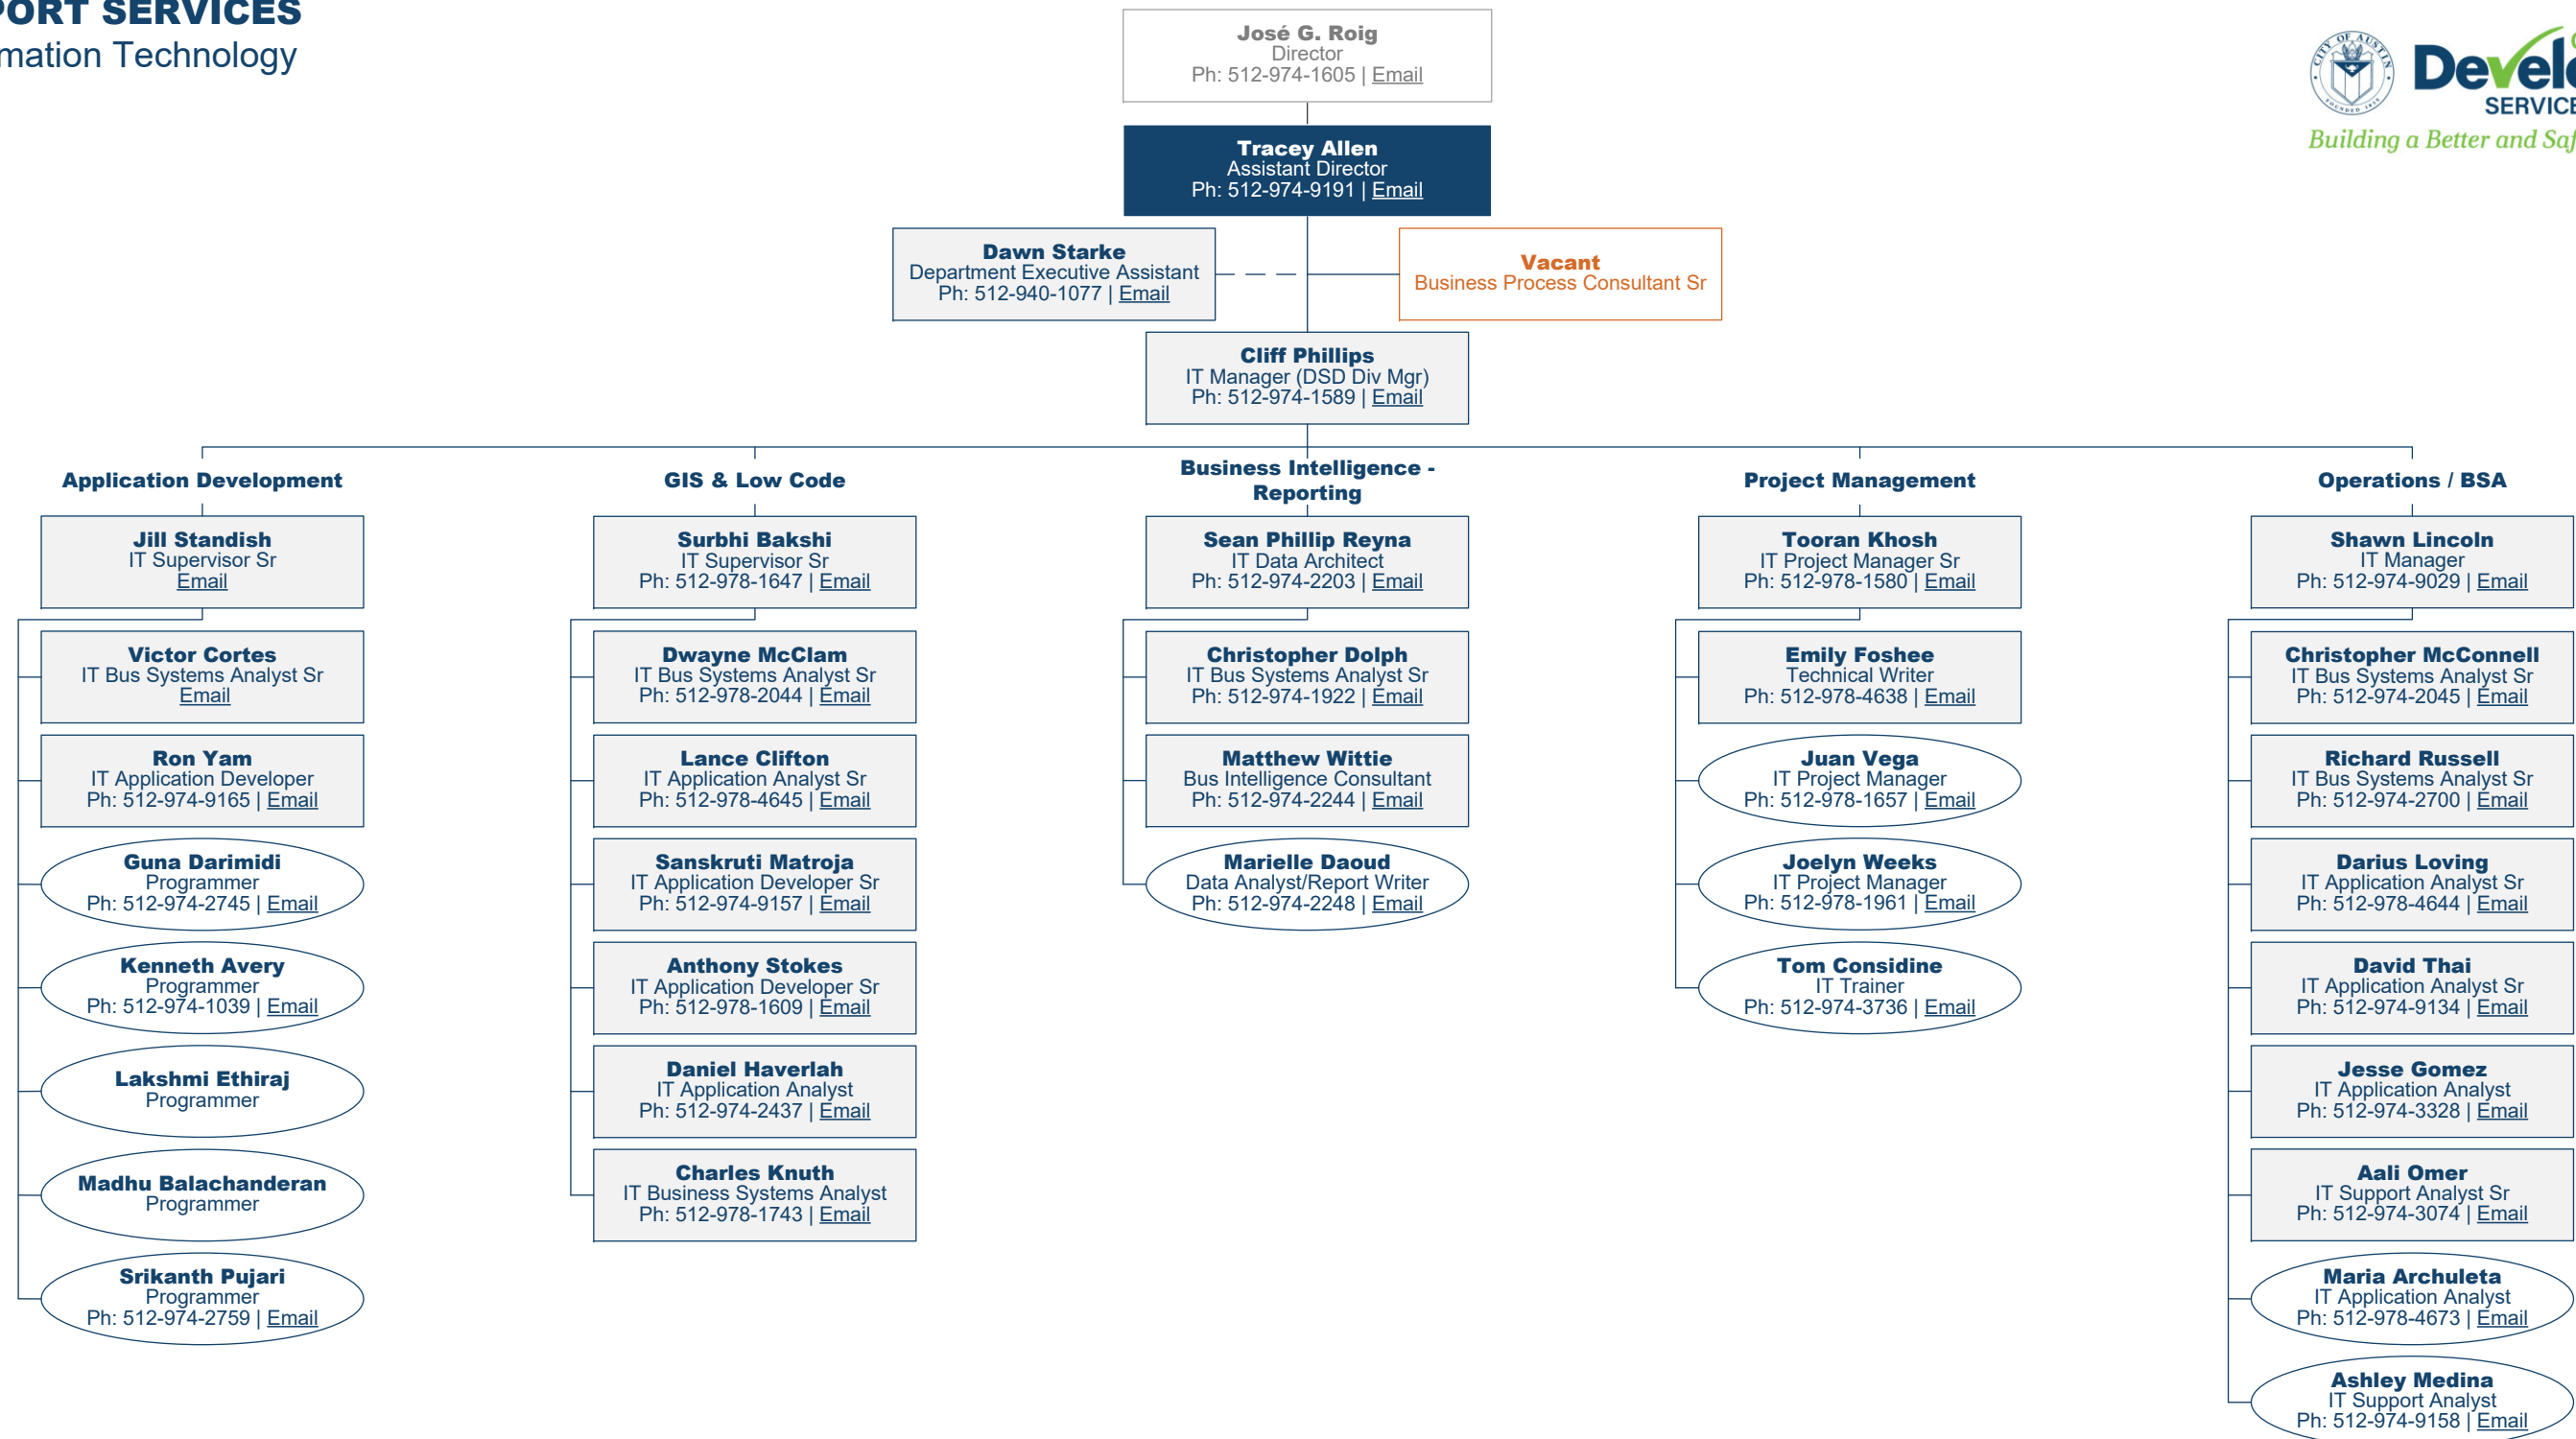 PORT SERVICES
mation Technology
José G. Roig
Director
Ph: 512-974-1605 | Email
CITY OF AUSTIN
FOUNDED 1839
Develo
SERVICE
Building a Better and Saf
Tracey Allen
Assistant Director
Ph: 512-974-9191 | Email
Dawn Starke
Department Executive Assistant
Ph: 512-940-1077 | Email
Vacant
Business Process Consultant Sr
Cliff Phillips
IT Manager (DSD Div Mgr)
Ph: 512-974-1589 | Email
Application Development
Jill Standish
IT Supervisor Sr
Email
Victor Cortes
IT Bus Systems Analyst Sr
Email
Ron Yam
IT Application Developer
Ph: 512-974-9165 | Email
Guna Darimidi
Programmer
Ph: 512-974-2745 | Email
Kenneth Avery
Programmer
Ph: 512-974-1039 | Email
Lakshmi Ethiraj
Programmer
Madhu Balachanderan
Programmer
Srikanth Pujari
Programmer
Ph: 512-974-2759 | Email
GIS & Low Code
Surbhi Bakshi
IT Supervisor Sr
Ph: 512-978-1647 | Email
Dwayne McClam
IT Bus Systems Analyst Sr
Ph: 512-978-2044 | Email
Lance Clifton
IT Application Analyst Sr
Ph: 512-978-4645 | Email
Sanskruti Matroja
IT Application Developer Sr
Ph: 512-974-9157 | Email
Anthony Stokes
IT Application Developer Sr
Ph: 512-978-1609 | Email
Daniel Haverlah
IT Application Analyst
Ph: 512-974-2437 | Email
Charles Knuth
IT Business Systems Analyst
Ph: 512-978-1743 | Email
Business Intelligence -
Reporting
Sean Phillip Reyna
IT Data Architect
Ph: 512-974-2203 | Email
Christopher Dolph
IT Bus Systems Analyst Sr
Ph: 512-974-1922 | Email
Matthew Wittie
Bus Intelligence Consultant
Ph: 512-974-2244 | Email
Marielle Daoud
Data Analyst/Report Writer
Ph: 512-974-2248 | Email
Project Management
Tooran Khosh
IT Project Manager Sr
Ph: 512-978-1580 | Email
Emily Foshee
Technical Writer
Ph: 512-978-4638 | Email
Juan Vega
IT Project Manager
Ph: 512-978-1657 | Email
Joelyn Weeks
IT Project Manager
Ph: 512-978-1961 | Email
Tom Considine
IT Trainer
Ph: 512-974-3736 | Email
Operations / BSA
Shawn Lincoln
IT Manager
Ph: 512-974-9029 | Email
Christopher McConnell
IT Bus Systems Analyst Sr
Ph: 512-974-2045 | Email
Richard Russell
IT Bus Systems Analyst Sr
Ph: 512-974-2700 | Email
Darius Loving
IT Application Analyst Sr
Ph: 512-978-4644 | Email
David Thai
IT Application Analyst Sr
Ph: 512-974-9134 | Email
Jesse Gomez
IT Application Analyst
Ph: 512-974-3328 | Email
Aali Omer
IT Support Analyst Sr
Ph: 512-974-3074 | Email
Maria Archuleta
IT Application Analyst
Ph: 512-978-4673 | Email
Ashley Medina
IT Support Analyst
Ph: 512-974-9158 | Email